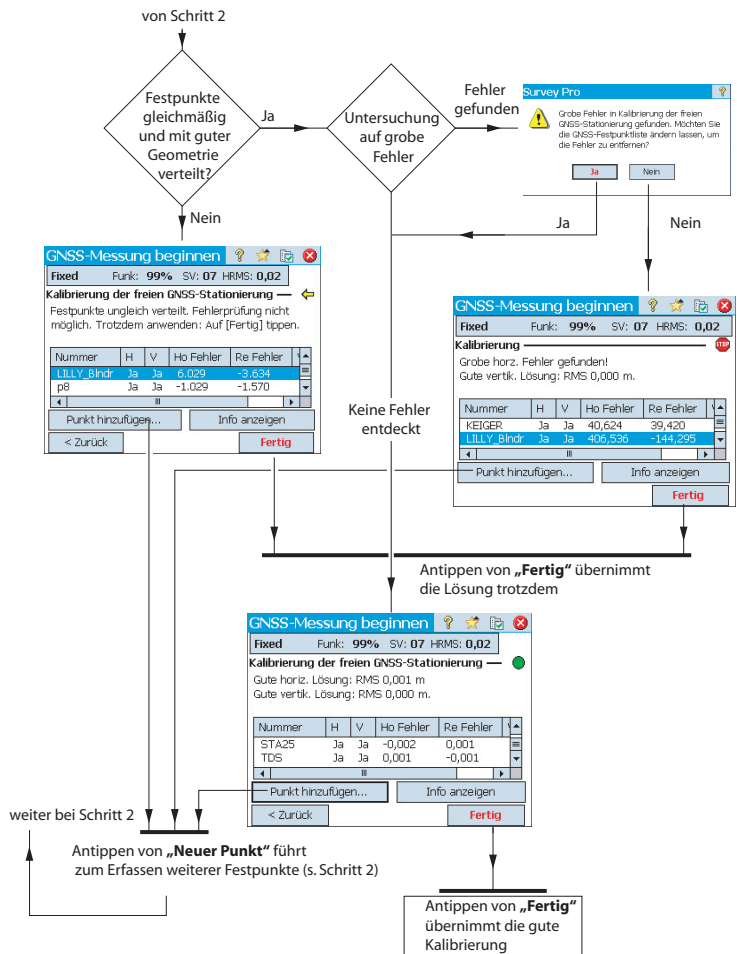 von Schritt 2
Festpunkte
gleichmäßig
und mit guter
Geometrie
verteilt?
Ja
Untersuchung
auf grobe
Fehler
Fehler
gefunden
Survey Pro
?
Grobe Fehler in Kalibrierung der freien
GNSS-Stationierung gefunden. Möchten Sie
die GNSS-Festpunktliste ändern lassen, um
die Fehler zu entfernen?
Ja
Nein
Ja
Nein
Nein
GNSS-Messung beginnen
?
Fixed Funk: 99% SV: 07 HRMS: 0,02
Kalibrierung der freien GNSS-Stationierung
Festpunkte ungleich verteilt. Fehlerprüfung nicht
möglich. Trotzdem anwenden: Auf [Fertig] tippen.
Nummer H V Ho Fehler Re Fehler
LILLY_Blndr Ja Ja 6.029 -3.634
p8 Ja Ja -1.029 -1.570
Punkt hinzufügen... Info anzeigen
< Zurück Fertig
GNSS-Messung beginnen
?
Fixed Funk: 99% SV: 07 HRMS: 0,02
Kalibrierung
STOP
Grobe horz. Fehler gefunden!
Gute vertik. Lösung: RMS 0,000 m.
Nummer H V Ho Fehler Re Fehler
KEIGER Ja Ja 40,624 39,420
LILLY_Blndr Ja Ja 406,536 -144,295
Punkt hinzufügen... Info anzeigen
Fertig
Keine Fehler
entdeckt
Antippen von „Fertig“ übernimmt
die Lösung trotzdem
GNSS-Messung beginnen
?
Fixed Funk: 99% SV: 07 HRMS: 0,02
Kalibrierung der freien GNSS-Stationierung
Gute horiz. Lösung: RMS 0,001 m
Gute vertik. Lösung: RMS 0,000 m.
Nummer H V Ho Fehler Re Fehler
STA25 Ja Ja -0,002 0,001
TDS Ja Ja 0,001 -0,001
Punkt hinzufügen... Info anzeigen
< Zurück Fertig
weiter bei Schritt 2
Antippen von „Neuer Punkt“ führt
zum Erfassen weiterer Festpunkte (s. Schritt 2)
Antippen von „Fertig“
übernimmt die gute
Kalibrierung